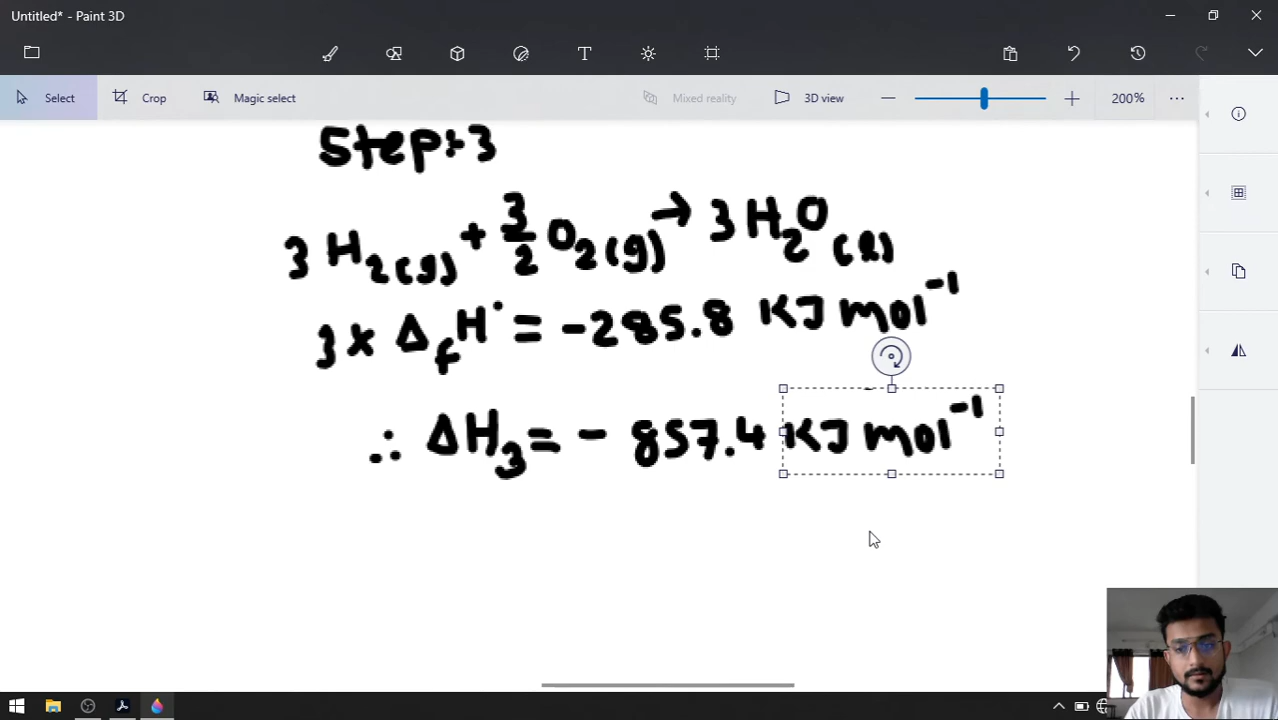 Untitled* - Paint 3D
Select
Crop
Magic select
Mixed reality
3D view
200%
Step:3
3 H₂(g) + 3/2 O₂(g) → 3 H₂O(l)
3 × Δ_f H° = -285.8 KJ mol⁻¹
∴ ΔH₃ = - 857.4 KJ mol⁻¹